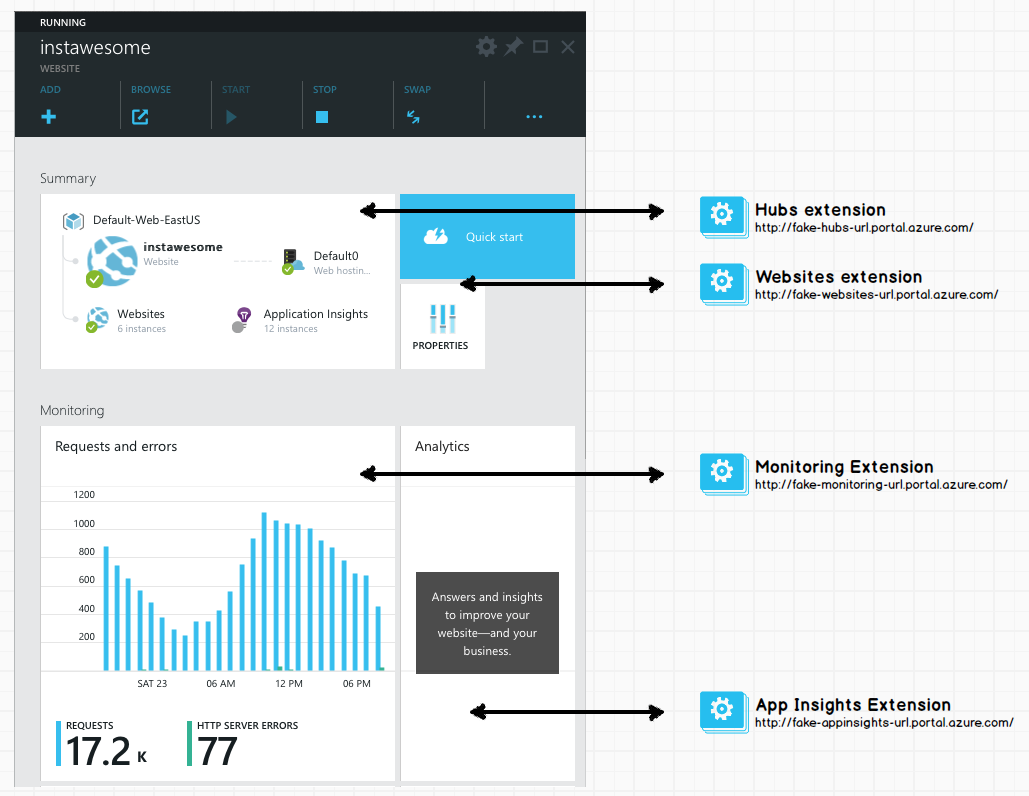 RUNNING
instawesome
WEBSITE
ADD BROWSE START STOP SWAP
Summary
Default-Web-EastUS
instawesome
Website
Default0
Web hostin...
Websites
6 instances
Application Insights
12 instances
Quick start
PROPERTIES
Hubs extension
http://fake-hubs-url.portal.azure.com/
Websites extension
http://fake-websites-url.portal.azure.com/
Monitoring
Requests and errors
1200
1000
800
600
400
200
SAT 23 06 AM 12 PM 06 PM
REQUESTS
17.2 K
HTTP SERVER ERRORS
77
Analytics
Answers and insights
to improve your
website—and your
business.
Monitoring Extension
http://fake-monitoring-url.portal.azure.com/
App Insights Extension
http://fake-appinsights-url.portal.azure.com/